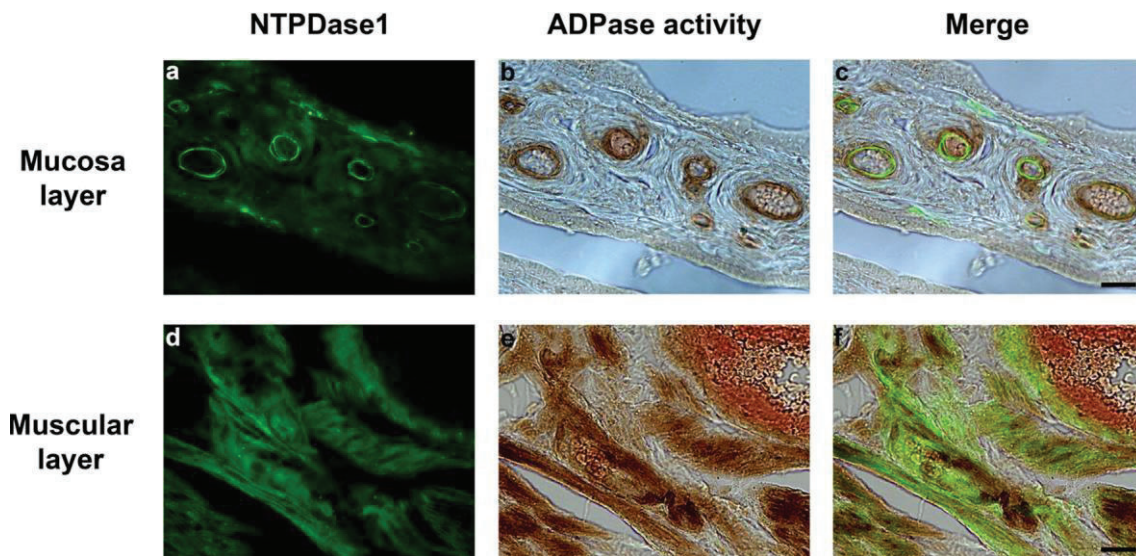 NTPDase1 ADPase activity Merge
a b c
Mucosa
layer
d e f
Muscular
layer